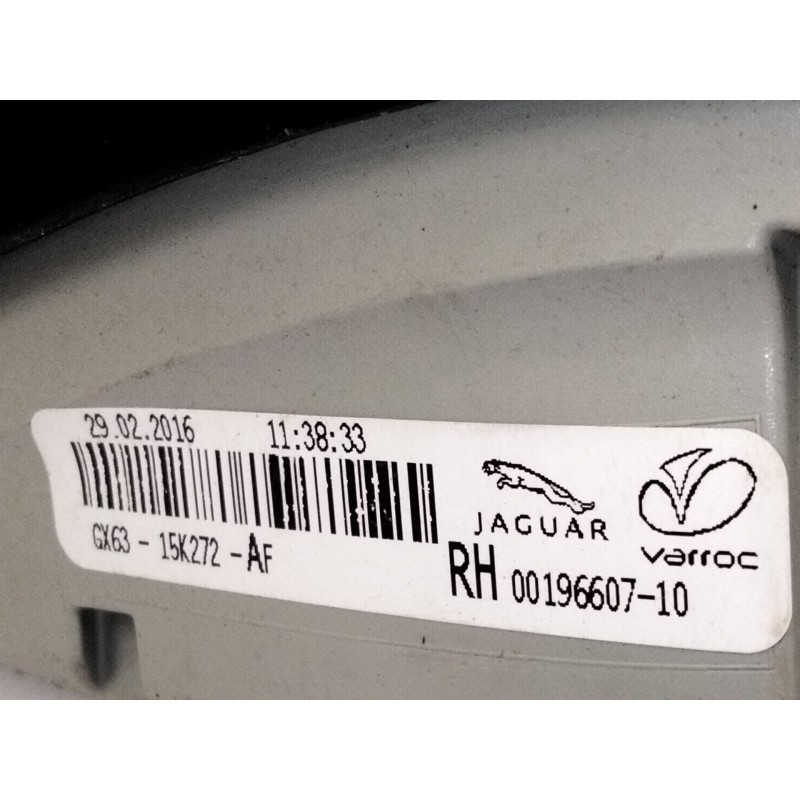 29.02.2016 11:38:33
GX63 - 15K272 - AF
JAGUAR
varroc
RH 00196607-10